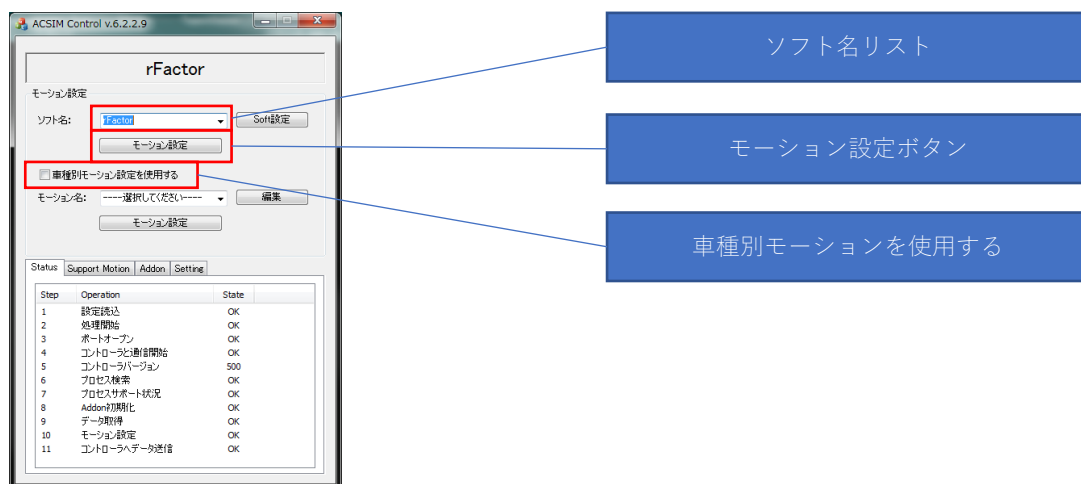 ACSIM Control v.6.2.2.9
rFactor
モーション設定
ソフト名:
rFactor
Soft設定
モーション設定
車種別モーション設定を使用する
モーション名:
----選択してください----
編集
モーション設定
Status Support Motion Addon Setting
Step Operation State
1 設定読込 OK
2 処理開始 OK
3 ポートオープン OK
4 コントローラと通信開始 OK
5 コントローラバージョン 500
6 プロセス検索 OK
7 プロセスサポート状況 OK
8 Addon初期化 OK
9 データ取得 OK
10 モーション設定 OK
11 コントローラへデータ送信 OK
ソフト名リスト
モーション設定ボタン
車種別モーションを使用する